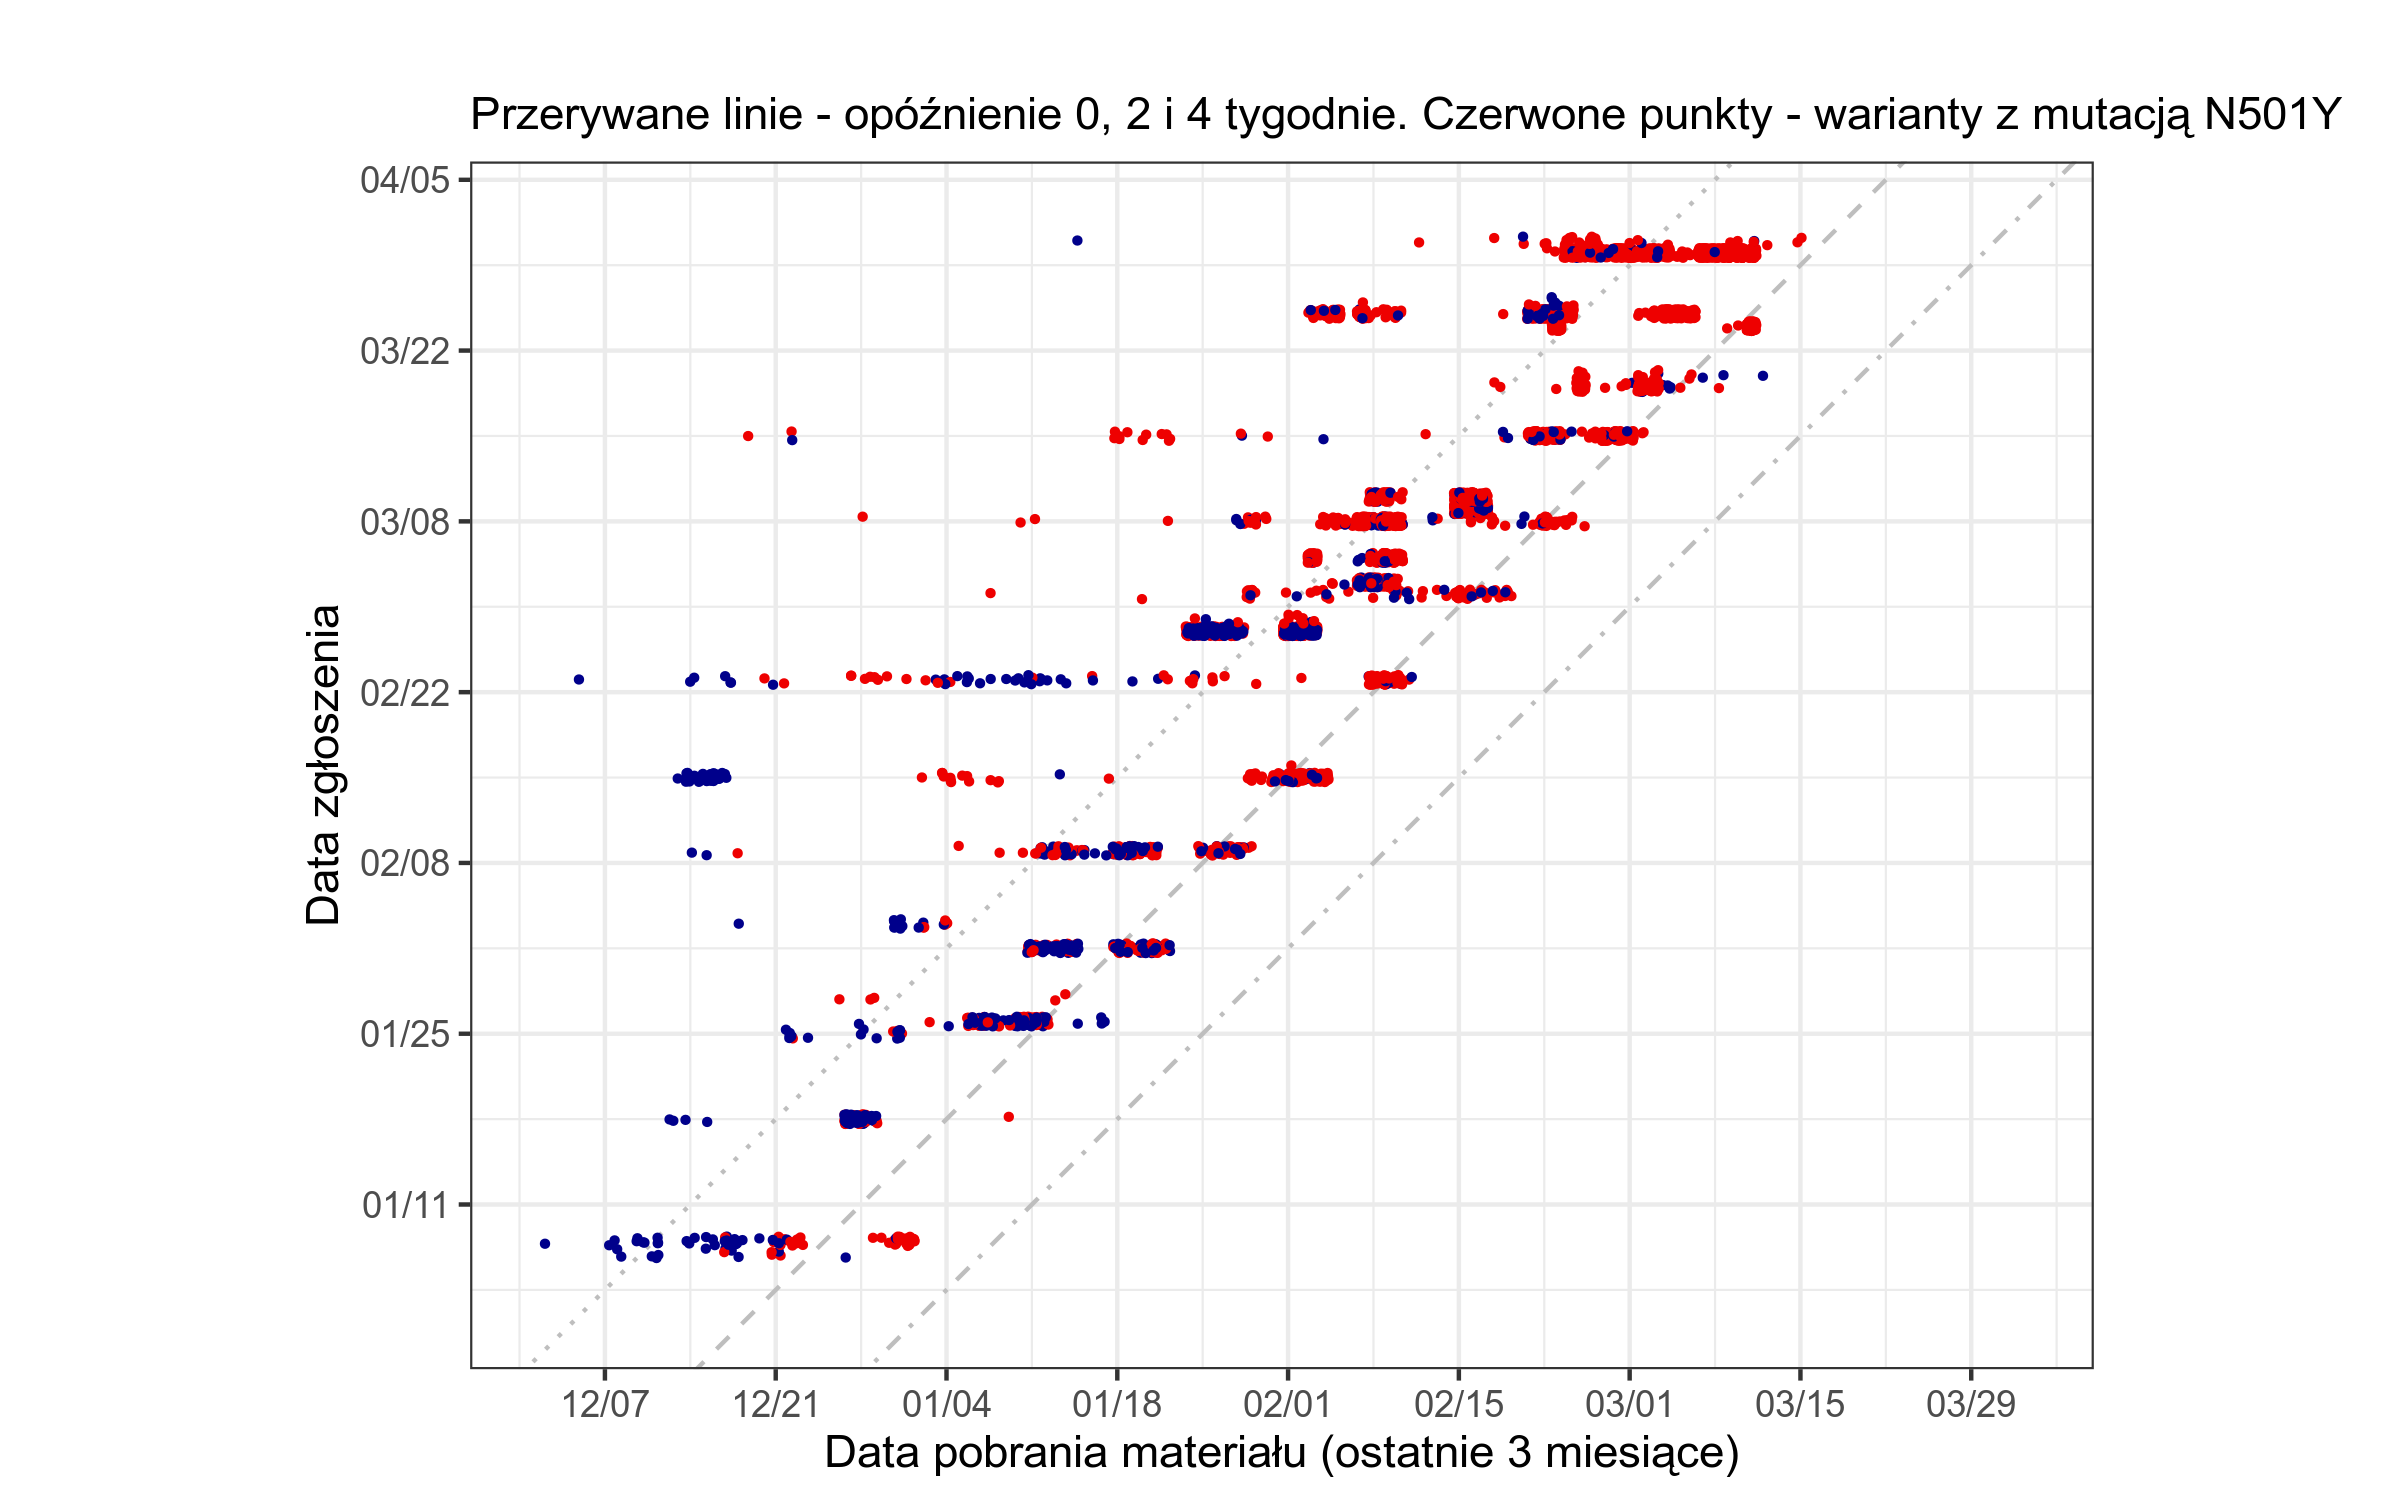 Przerywane linie - opóźnienie 0, 2 i 4 tygodnie. Czerwone punkty - warianty z mutacją N501Y
Data zgłoszenia
04/05
03/22
03/08
02/22
02/08
01/25
01/11
12/07 12/21 01/04 01/18 02/01 02/15 03/01 03/15 03/29
Data pobrania materiału (ostatnie 3 miesiące)